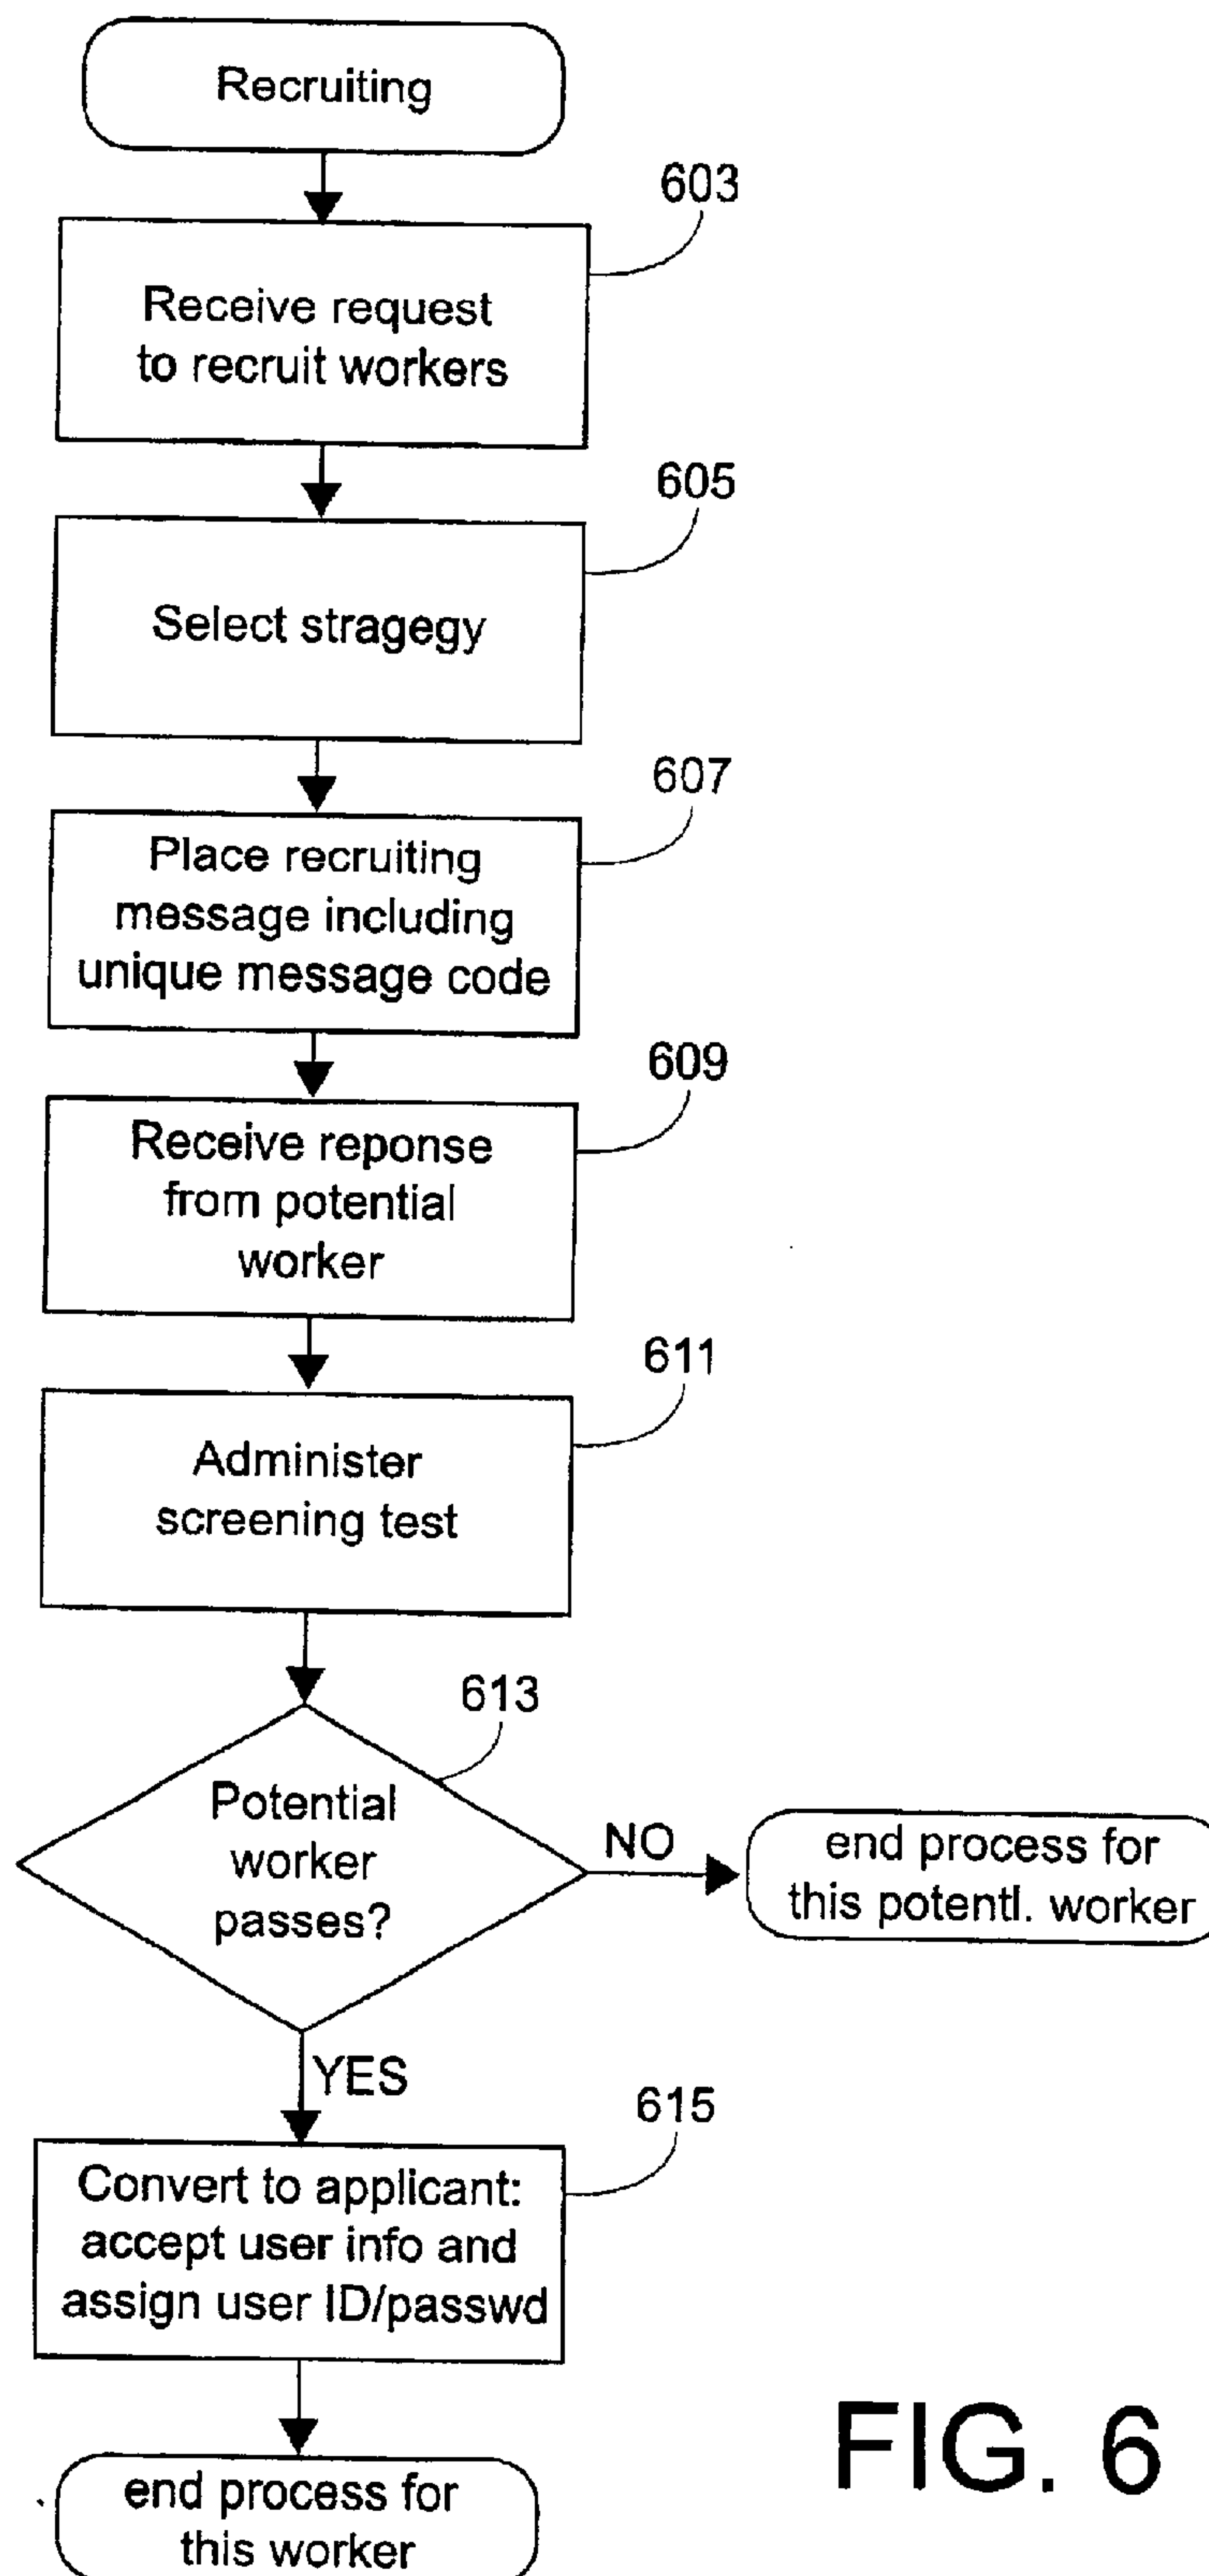 Recruiting
603
Receive request
to recruit workers
605
Select stragegy
607
Place recruiting
message including
unique message code
609
Receive reponse
from potential
worker
611
Administer
screening test
613
Potential
worker
passes?
NO
end process for
this potentl. worker
YES
615
Convert to applicant:
accept user info and
assign user ID/passwd
end process for
this worker
FIG. 6